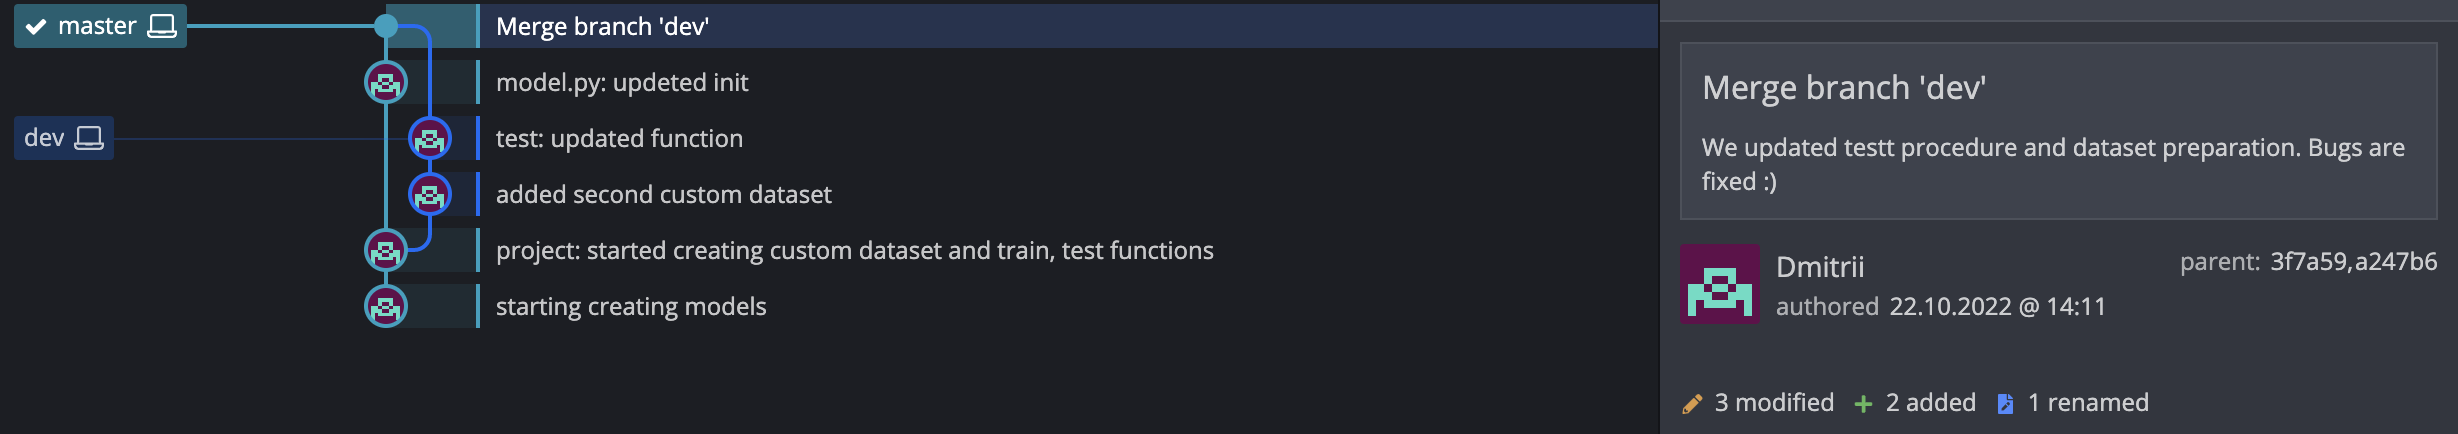 master
Merge branch 'dev'
model.py: updeted init
dev
test: updated function
added second custom dataset
project: started creating custom dataset and train, test functions
starting creating models
Merge branch 'dev'
We updated testt procedure and dataset preparation. Bugs are
fixed :)
Dmitrii
parent: 3f7a59,a247b6
authored 22.10.2022 @ 14:11
3 modified 2 added 1 renamed